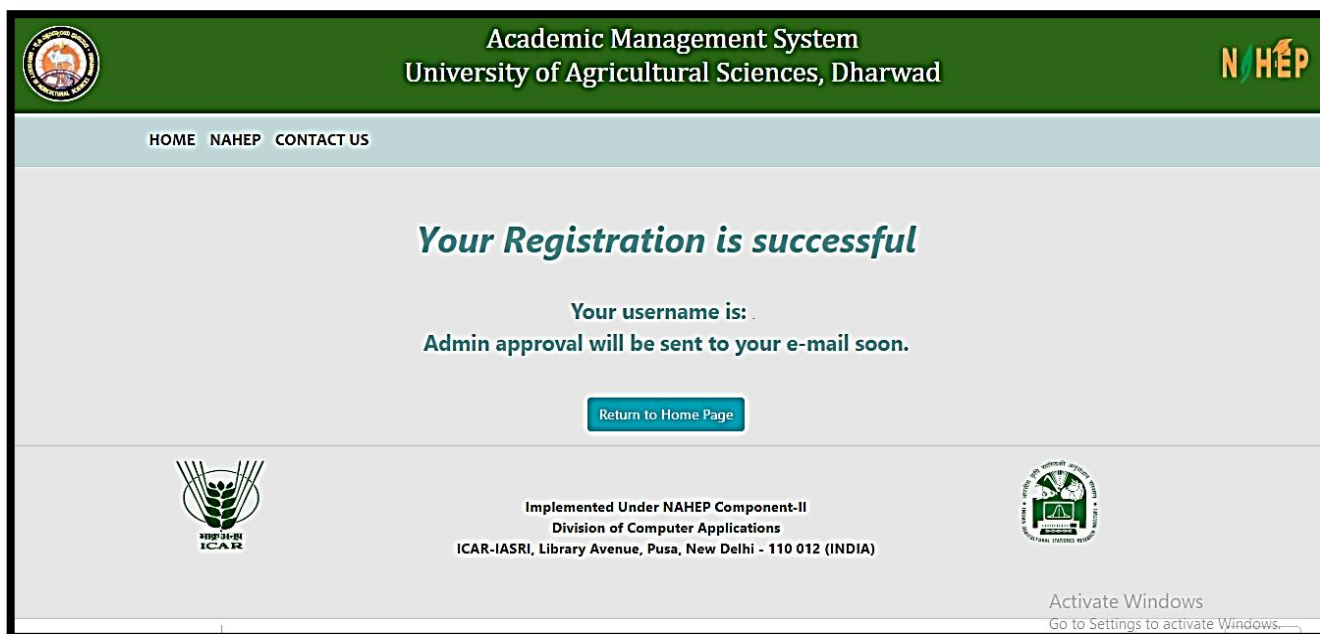 Academic Management System
University of Agricultural Sciences, Dharwad
NAHEP
HOME NAHEP CONTACT US
Your Registration is successful
Your username is:
Admin approval will be sent to your e-mail soon.
Return to Home Page
ICAR
Implemented Under NAHEP Component-II
Division of Computer Applications
ICAR-IASRI, Library Avenue, Pusa, New Delhi - 110 012 (INDIA)
Activate Windows
Go to Settings to activate Windows.